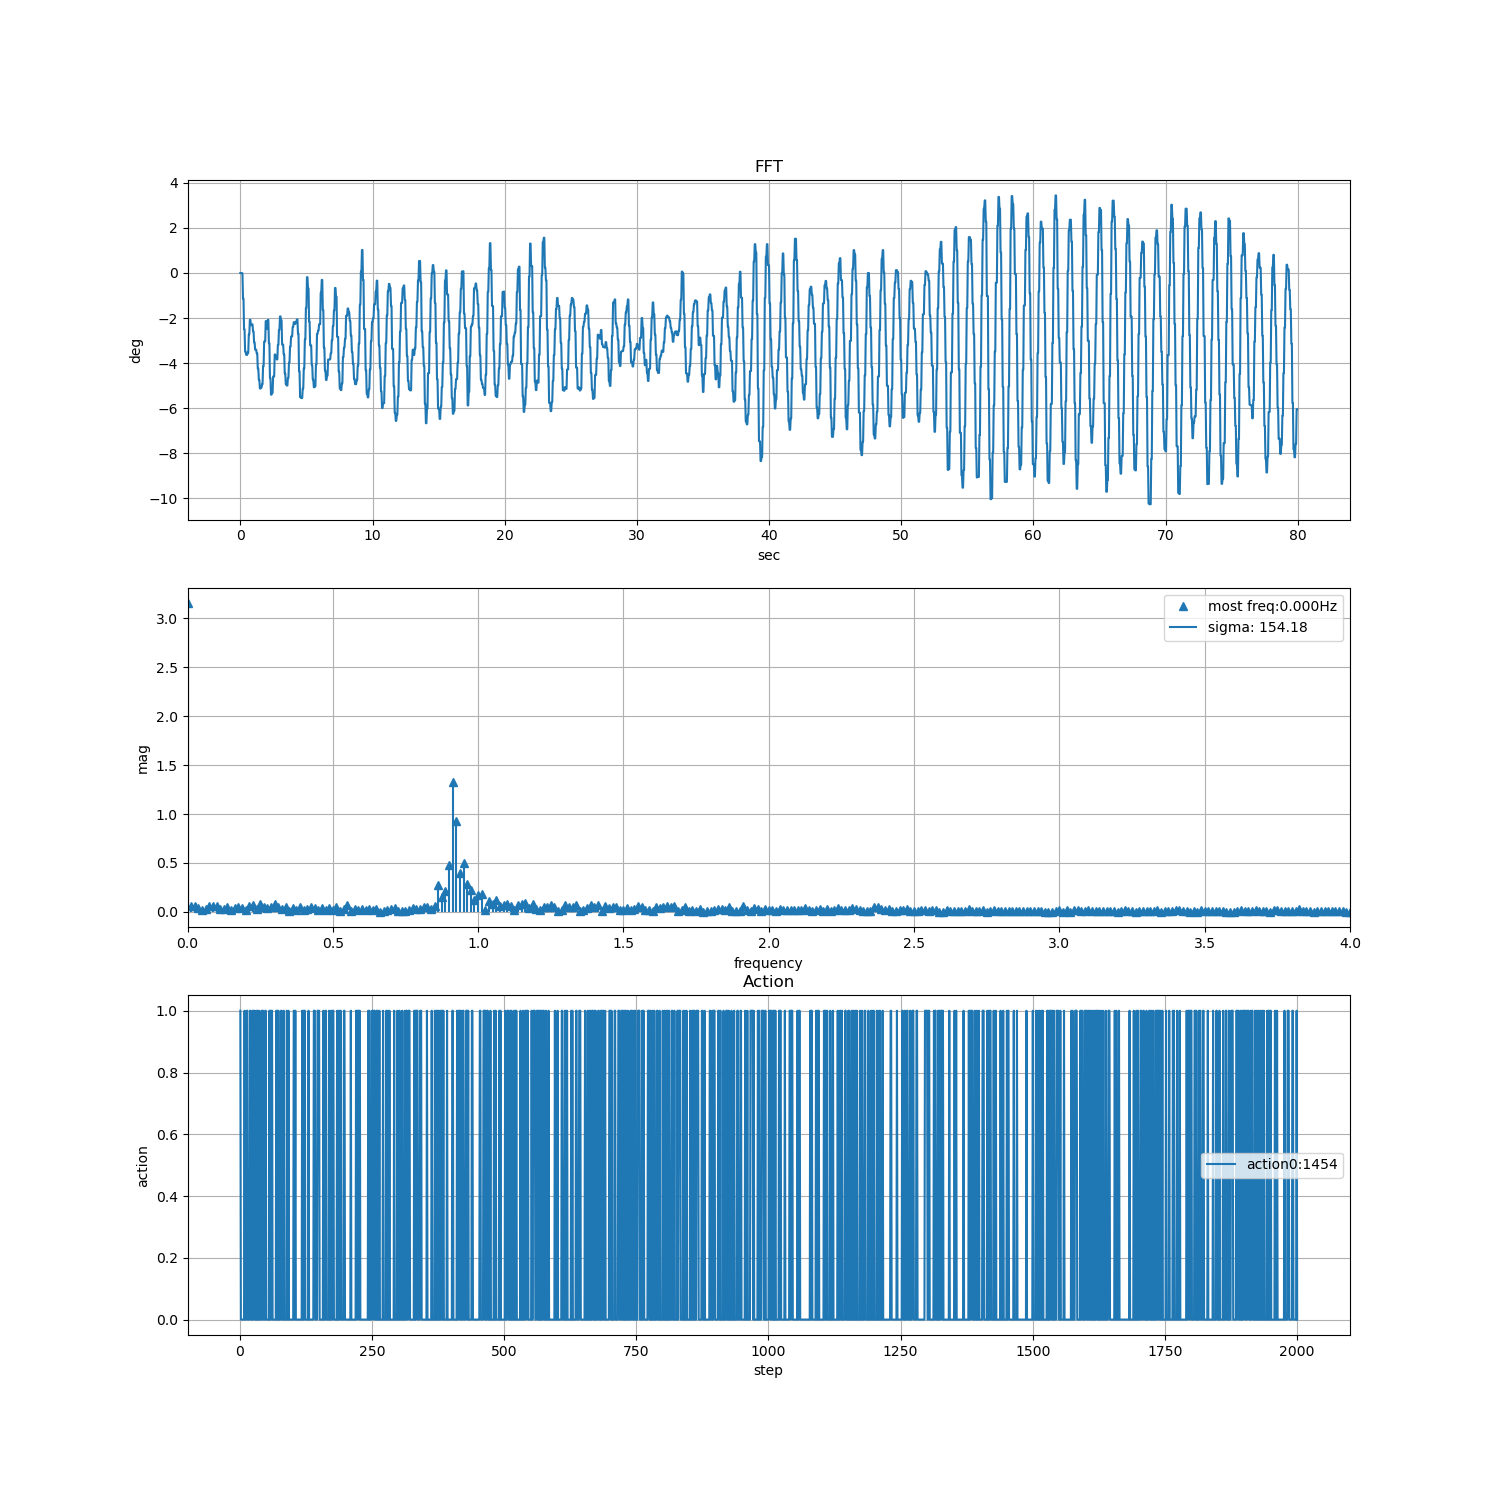 FFT
4
2
0
−2
−4
−6
−8
−10
deg
0 10 20 30 40 50 60 70 80
sec
3.0
2.5
2.0
1.5
1.0
0.5
0.0
mag
most freq:0.000Hz
sigma: 154.18
0.0 0.5 1.0 1.5 2.0 2.5 3.0 3.5 4.0
frequency
Action
1.0
0.8
0.6
0.4
0.2
0.0
action
action0:1454
0 250 500 750 1000 1250 1500 1750 2000
step